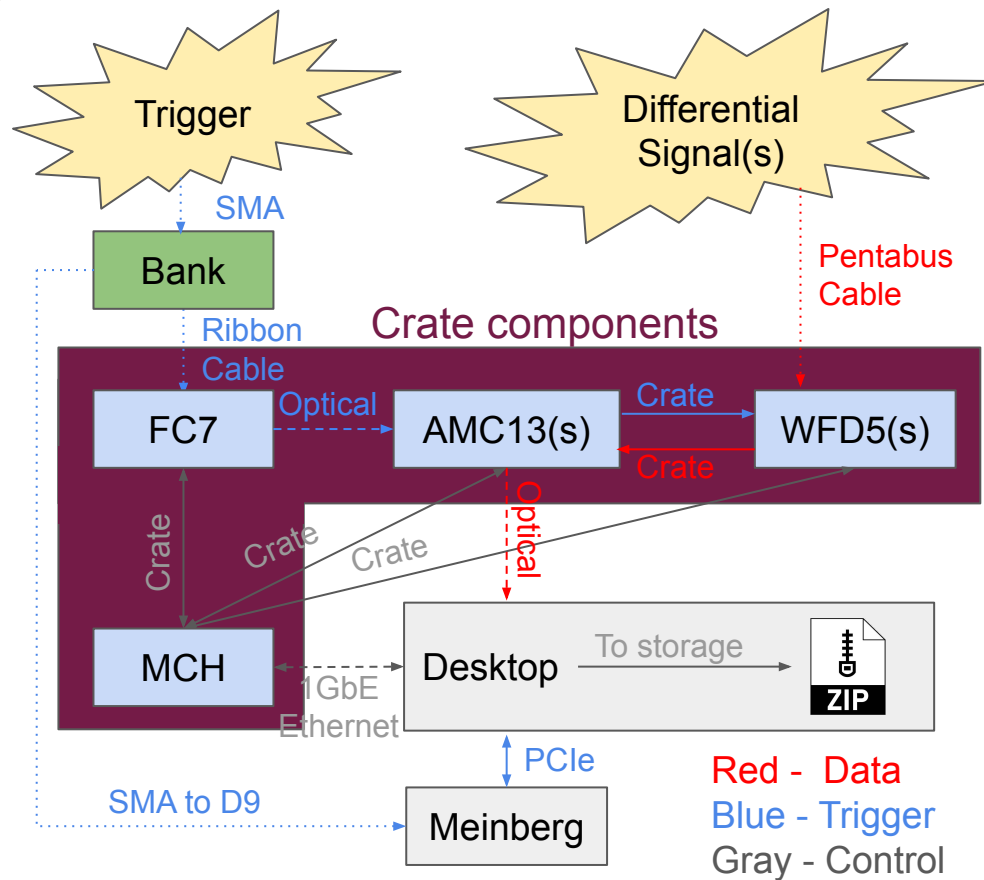 Trigger
Differential
Signal(s)
SMA
Bank
Pentabus
Cable
Ribbon
Cable
Crate components
FC7
Optical
AMC13(s)
Crate
Crate
WFD5(s)
Optical
Crate
Crate
Crate
MCH
1GbE
Ethernet
Desktop
To storage
ZIP
PCIe
SMA to D9
Meinberg
Red - Data
Blue - Trigger
Gray - Control